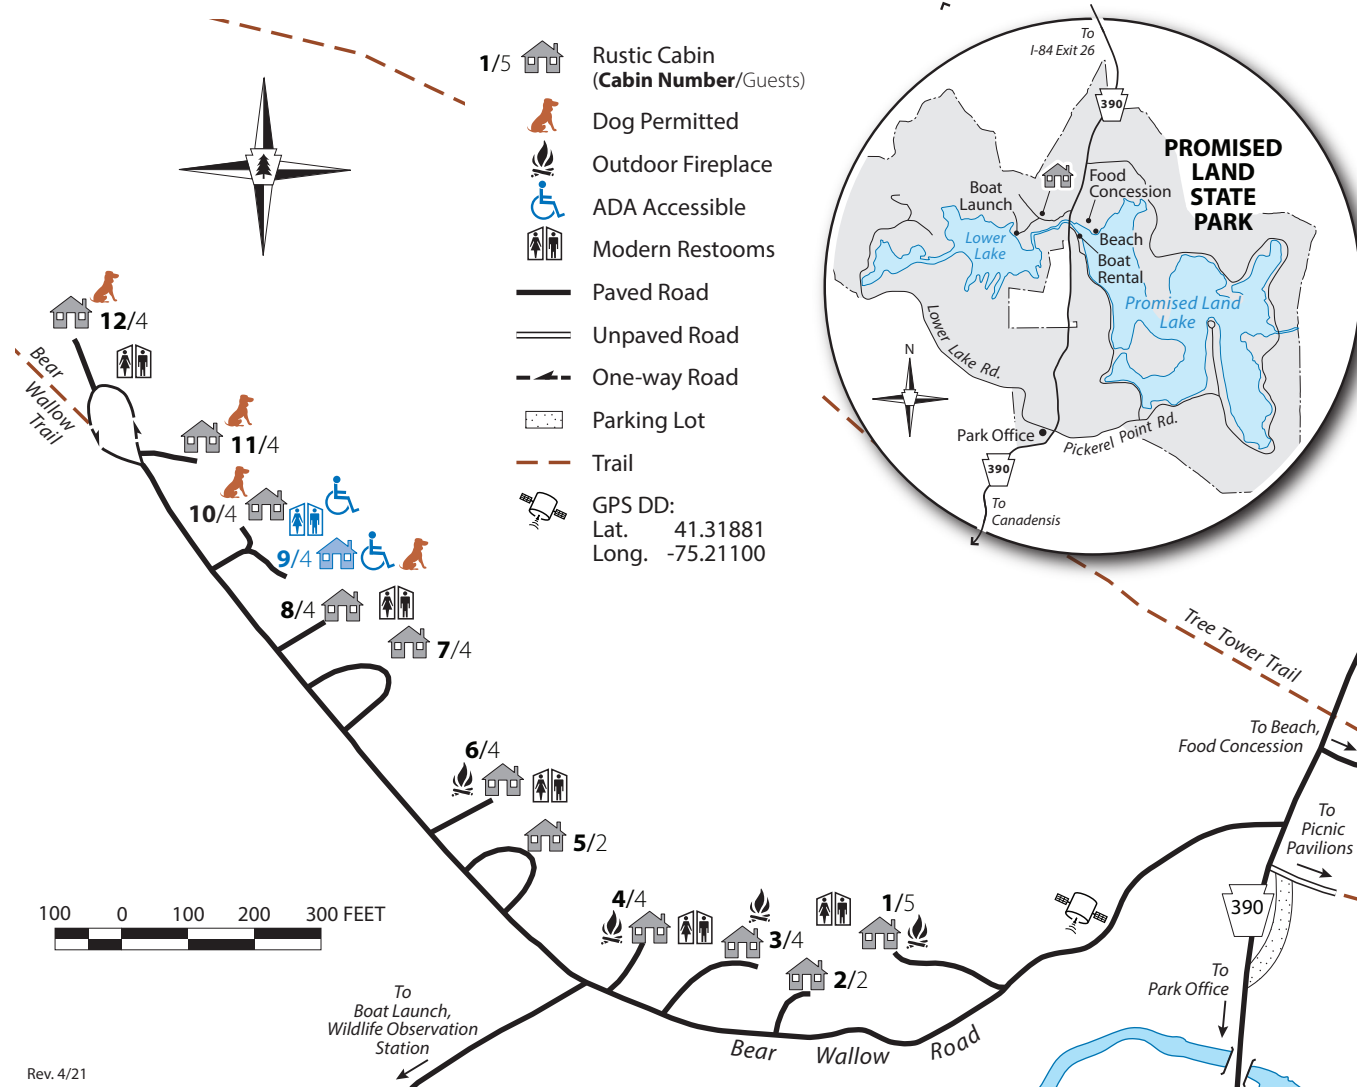 1/5
Rustic Cabin
(Cabin Number/Guests)
Dog Permitted
Outdoor Fireplace
ADA Accessible
Modern Restooms
Paved Road
Unpaved Road
One-way Road
Parking Lot
Trail
GPS DD:
Lat. 41.31881
Long. -75.21100
To
I-84 Exit 26
390
PROMISED
LAND
STATE
PARK
Food
Concession
Boat
Launch
Lower
Lake
Beach
Boat
Rental
Promised Land
Lake
Lower Lake Rd.
N
Park Office
Pickerel Point Rd.
390
To
Canadensis
12/4
Bear
Wallow
Trail
11/4
10/4
9/4
8/4
7/4
6/4
5/2
4/4
3/4
2/2
1/5
Tree Tower Trail
To Beach,
Food Concession
To
Picnic
Pavilions
390
To
Park Office
100 0 100 200 300 FEET
To
Boat Launch,
Wildlife Observation
Station
Bear Wallow Road
Rev. 4/21